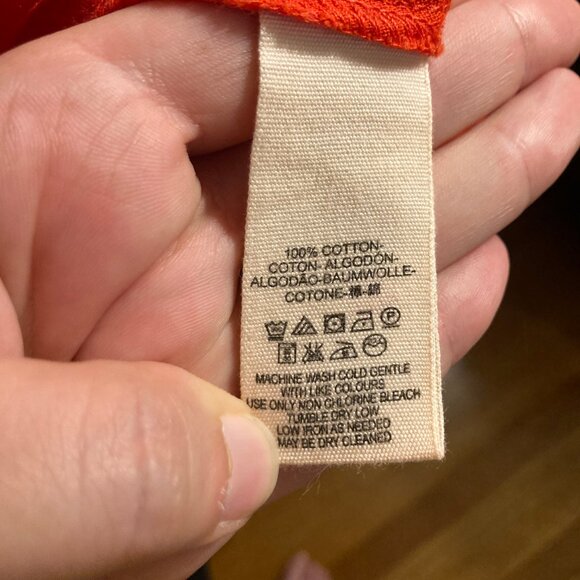 100% COTTON-
COTON- ALGODÓN-
ALGODÃO-BAUMWOLLE-
COTONE-棉-綿
MACHINE WASH COLD GENTLE
WITH LIKE COLOURS
USE ONLY NON CHLORINE BLEACH
TUMBLE DRY LOW
LOW IRON AS NEEDED
MAY BE DRY CLEANED